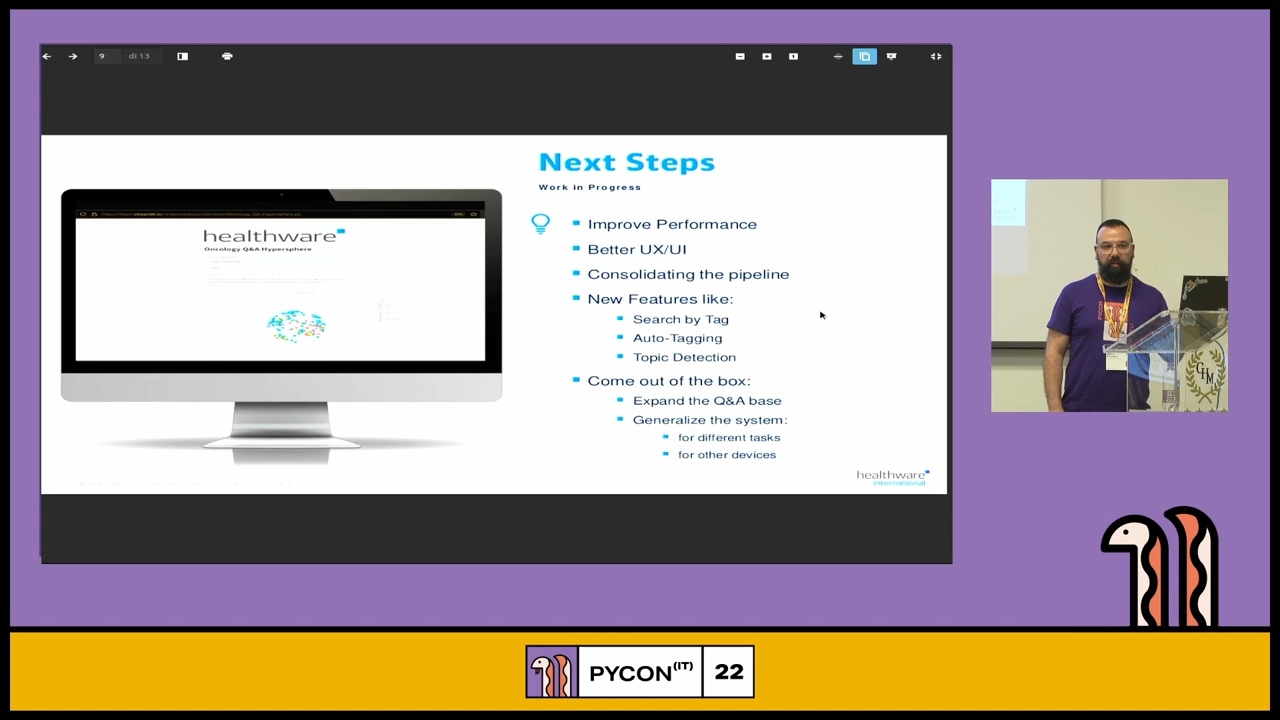 9
di 13
Next Steps
Work in Progress
Improve Performance
Better UX/UI
Consolidating the pipeline
New Features like:
Search by Tag
Auto-Tagging
Topic Detection
Come out of the box:
Expand the Q&A base
Generalize the system:
for different tasks
for other devices
healthware
international
healthware
Oncology Q&A Hypersphere
PYCON
GHM
PYCON(IT) 22